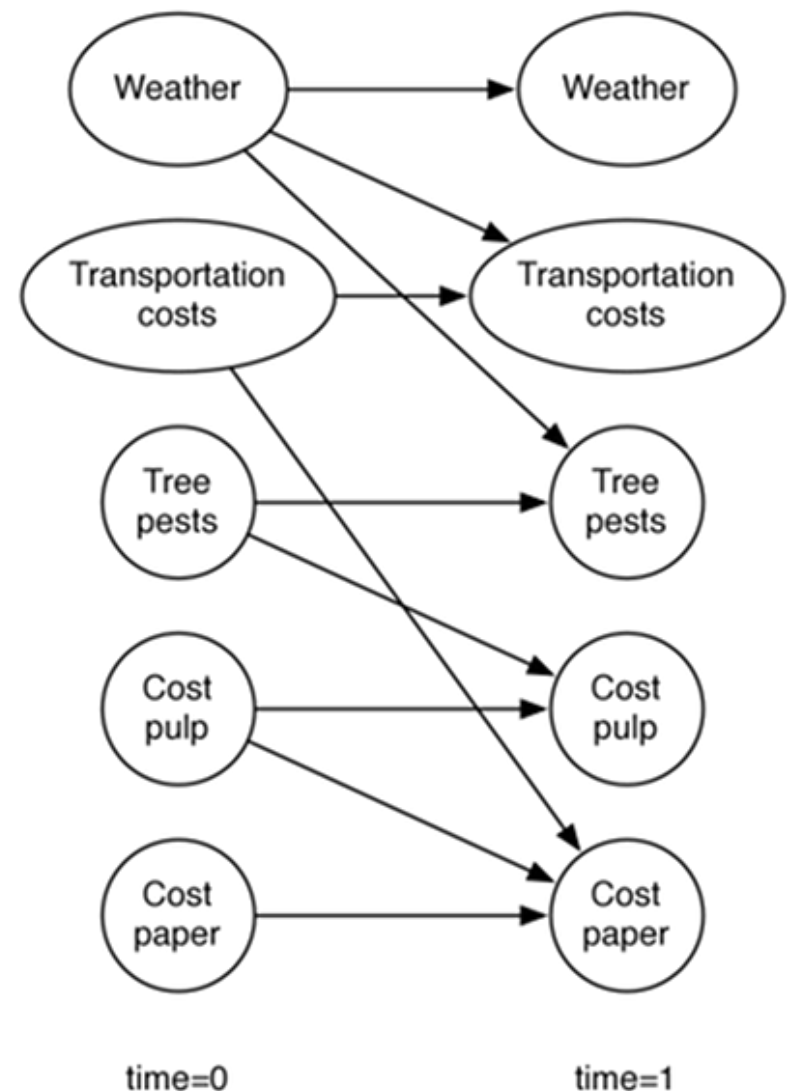 Weather
Weather
Transportation
costs
Transportation
costs
Tree
pests
Tree
pests
Cost
pulp
Cost
pulp
Cost
paper
Cost
paper
time=0
time=1